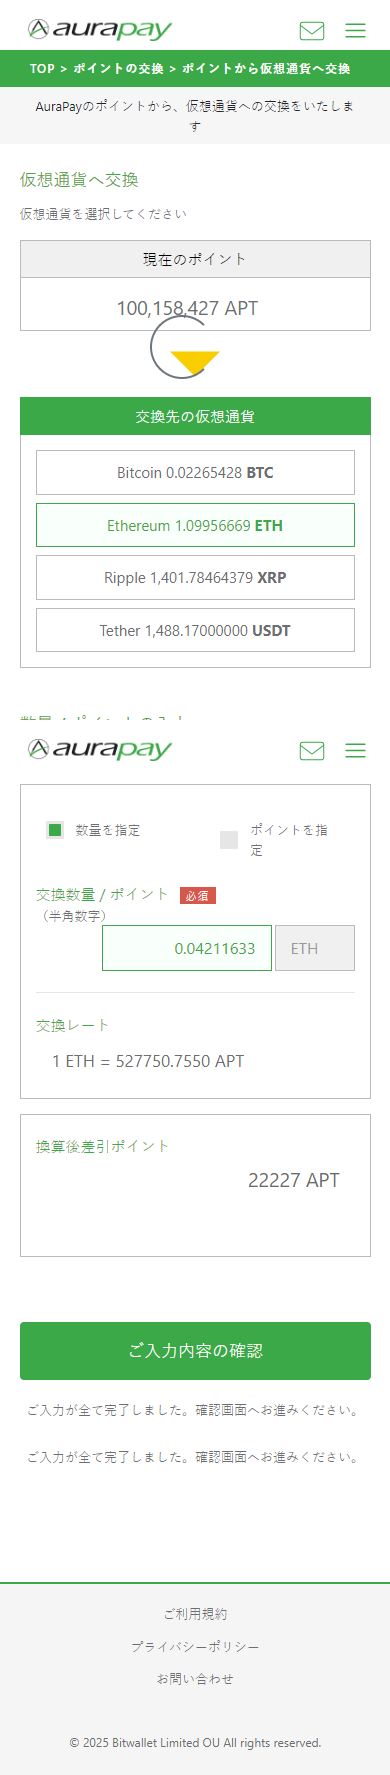 aurapay
TOP > ポイントの交換 > ポイントから仮想通貨へ交換
AuraPayのポイントから、仮想通貨への交換をいたしま
す
仮想通貨へ交換
仮想通貨を選択してください
現在のポイント
100,158,427 APT
交換先の仮想通貨
Bitcoin 0.02265428 BTC
Ethereum 1.09956669 ETH
Ripple 1,401.78464379 XRP
Tether 1,488.17000000 USDT
aurapay
数量を指定
ポイントを指
定
交換数量 / ポイント 必須
（半角数字）
0.04211633 ETH
交換レート
1 ETH = 527750.7550 APT
換算後差引ポイント
22227 APT
ご入力内容の確認
ご入力が全て完了しました。確認画面へお進みください。
ご入力が全て完了しました。確認画面へお進みください。
ご利用規約
プライバシーポリシー
お問い合わせ
© 2025 Bitwallet Limited OU All rights reserved.